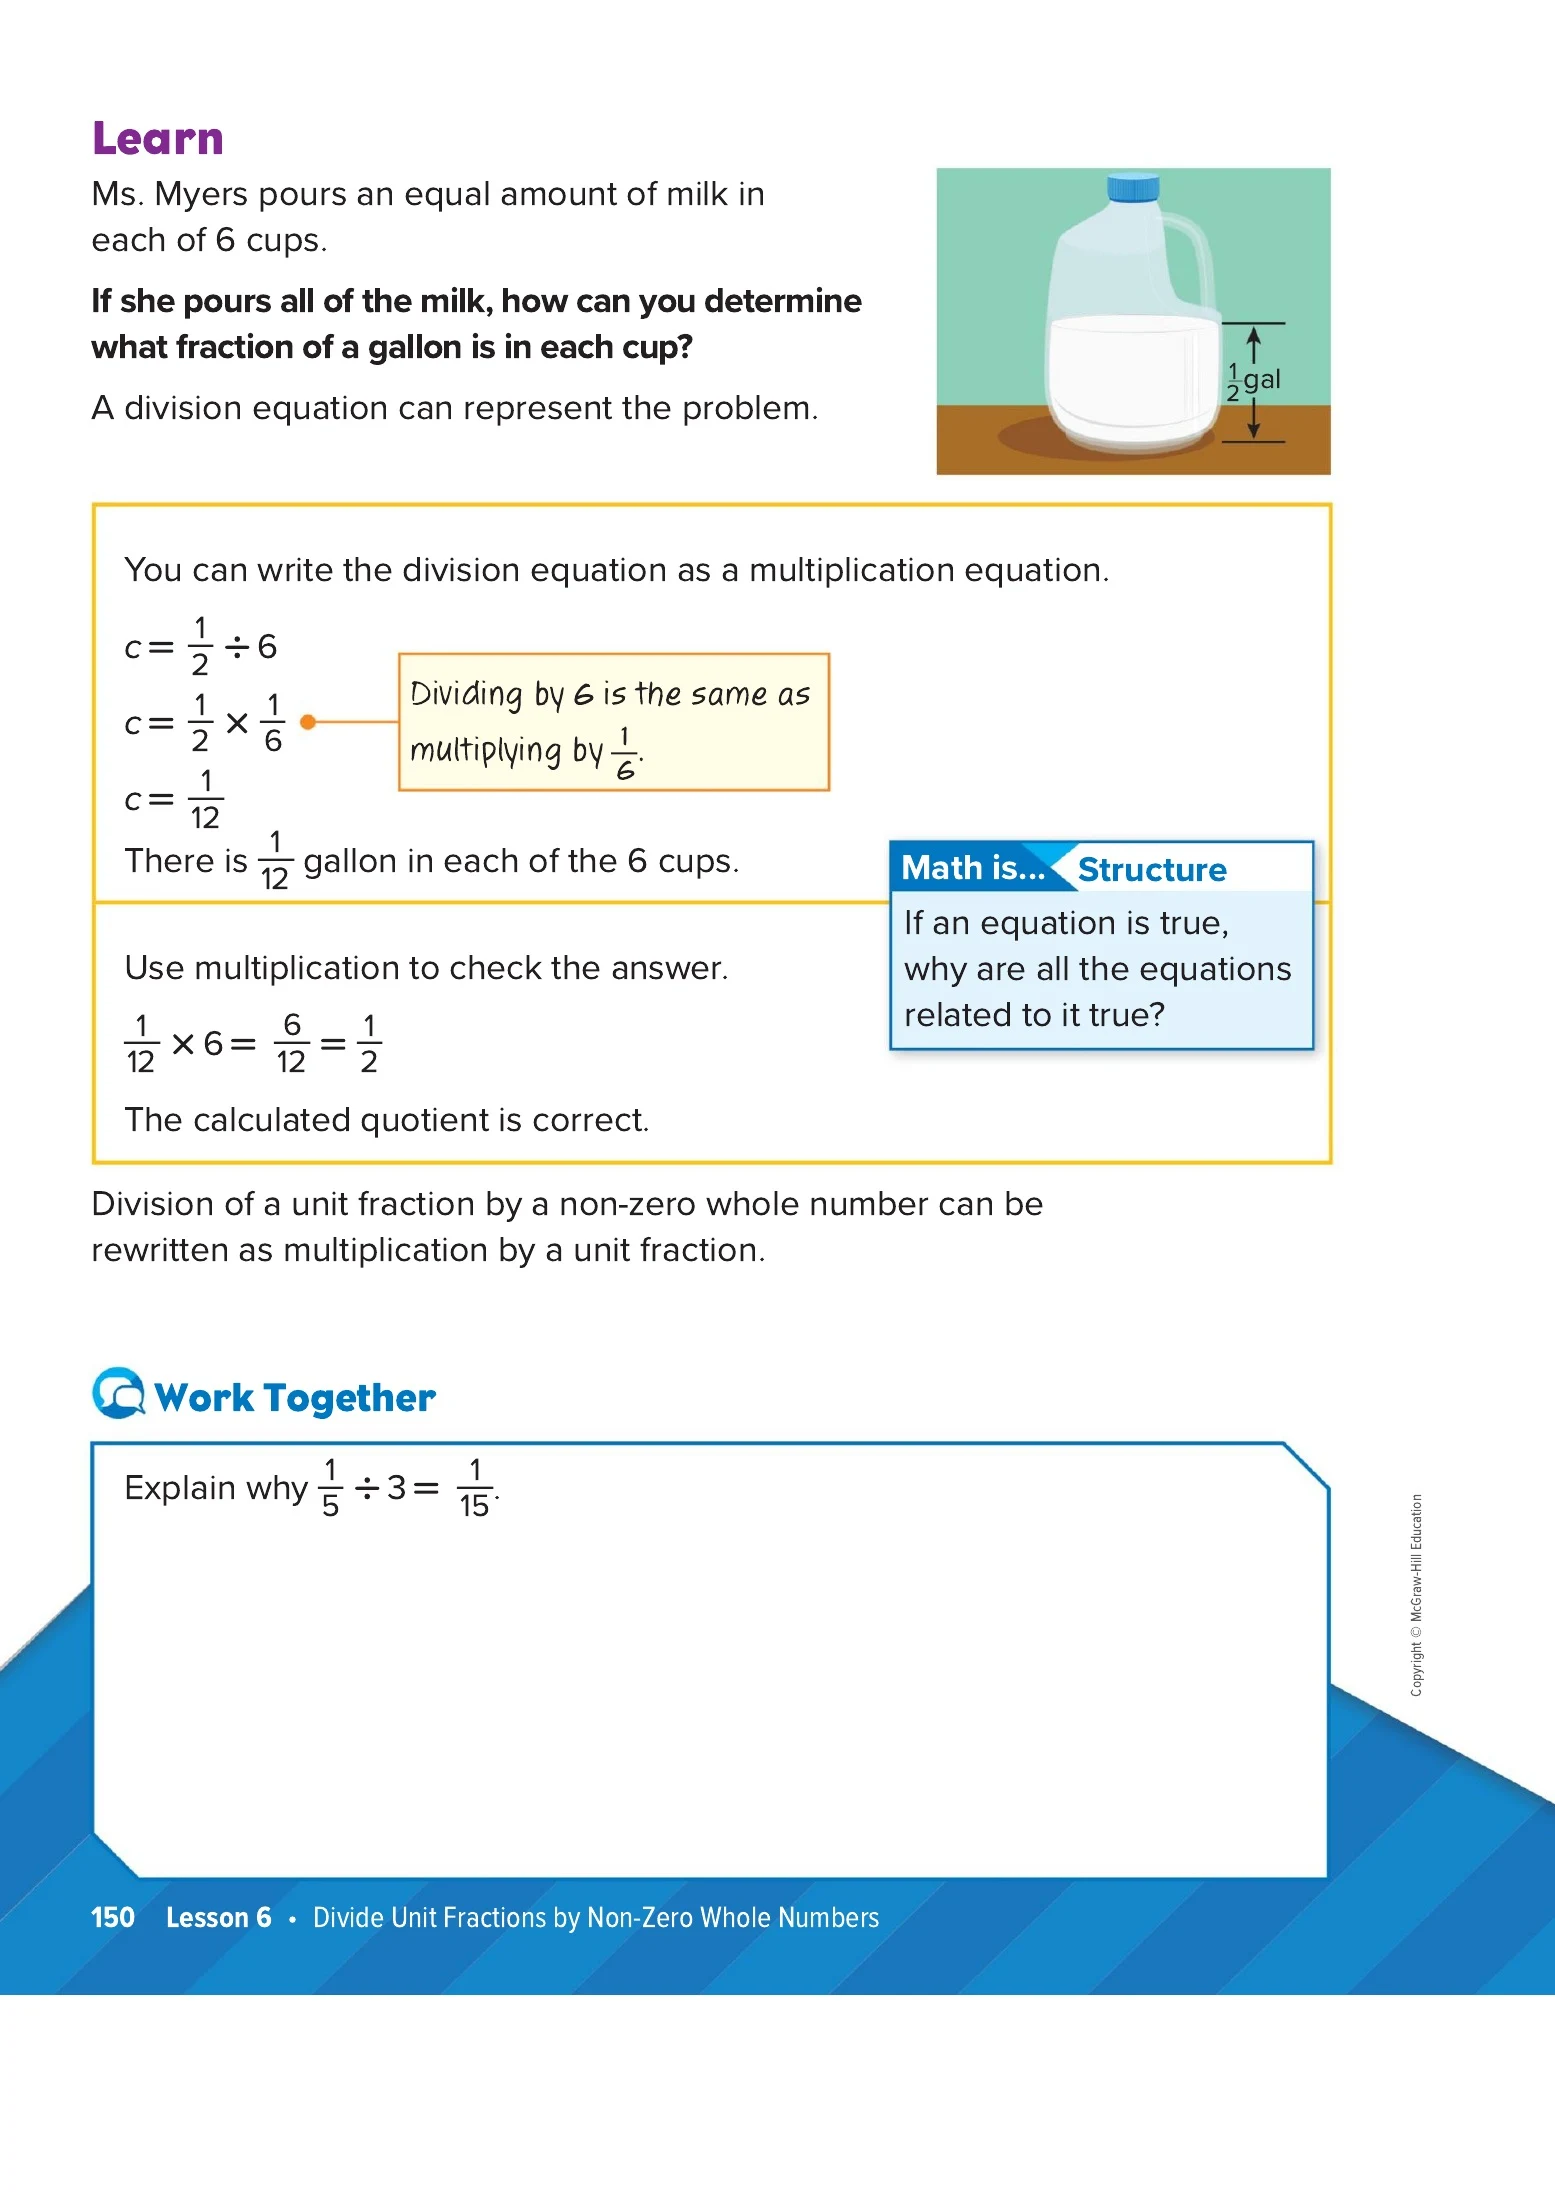 Learn
Ms. Myers pours an equal amount of milk in
each of 6 cups.
If she pours all of the milk, how can you determine
what fraction of a gallon is in each cup?
A division equation can represent the problem.
1/2 gal
You can write the division equation as a multiplication equation.
c = 1/2 ÷ 6
c = 1/2 × 1/6
Dividing by 6 is the same as
multiplying by 1/6.
c = 1/12
There is 1/12 gallon in each of the 6 cups.
Math is... Structure
If an equation is true,
why are all the equations
related to it true?
Use multiplication to check the answer.
1/12 × 6 = 6/12 = 1/2
The calculated quotient is correct.
Division of a unit fraction by a non-zero whole number can be
rewritten as multiplication by a unit fraction.
Work Together
Explain why 1/5 ÷ 3 = 1/15.
Copyright © McGraw-Hill Education
150 Lesson 6 • Divide Unit Fractions by Non-Zero Whole Numbers